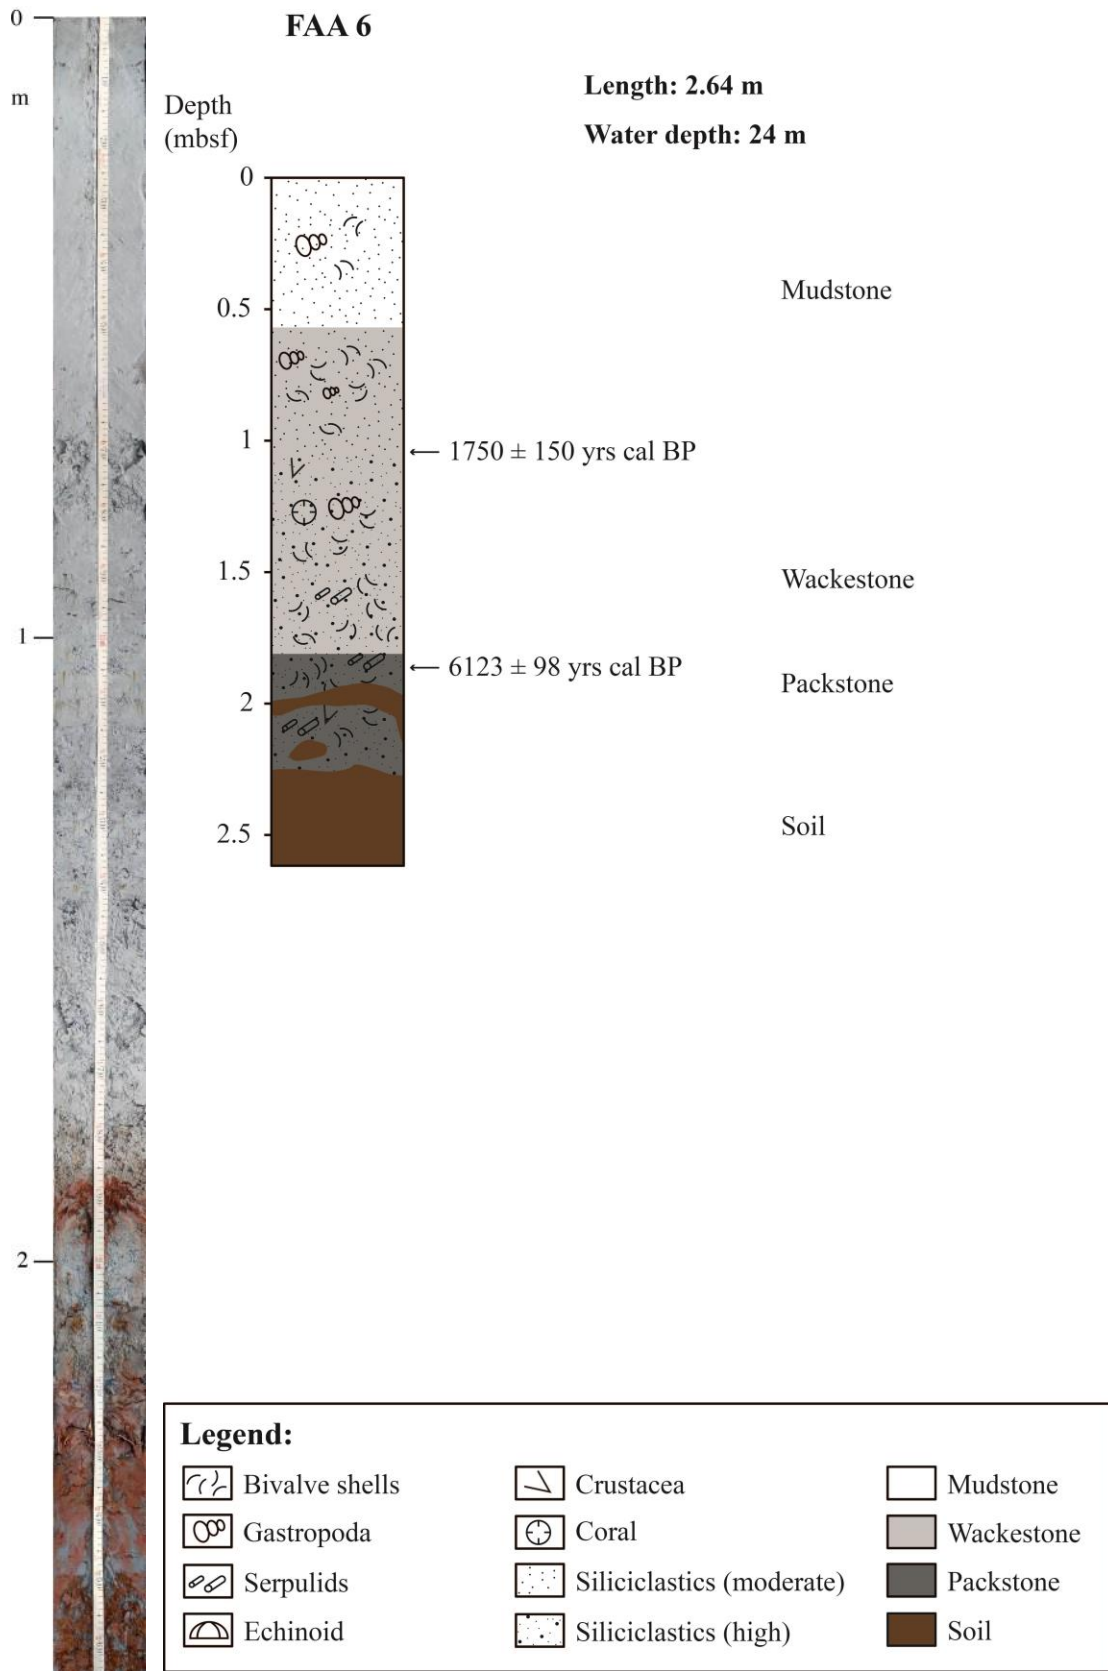 0
m
1
2
FAA 6
Length: 2.64 m
Water depth: 24 m
Depth
(mbsf)
0
0.5
1
1.5
2
2.5
1750 ± 150 yrs cal BP
6123 ± 98 yrs cal BP
Mudstone
Wackestone
Packstone
Soil
Legend:
Bivalve shells
Gastropoda
Serpulids
Echinoid
Crustacea
Coral
Siliciclastics (moderate)
Siliciclastics (high)
Mudstone
Wackestone
Packstone
Soil